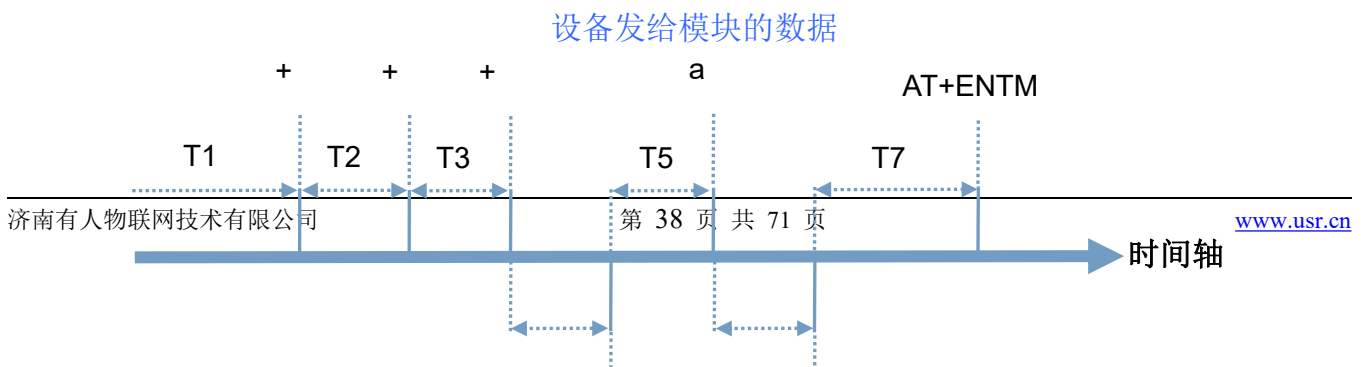 设备发给模块的数据
+ + + a
AT+ENTM
T1 T2 T3 T5 T7
济南有人物联网技术有限公司 第 38 页 共 71 页 www.usr.cn
时间轴